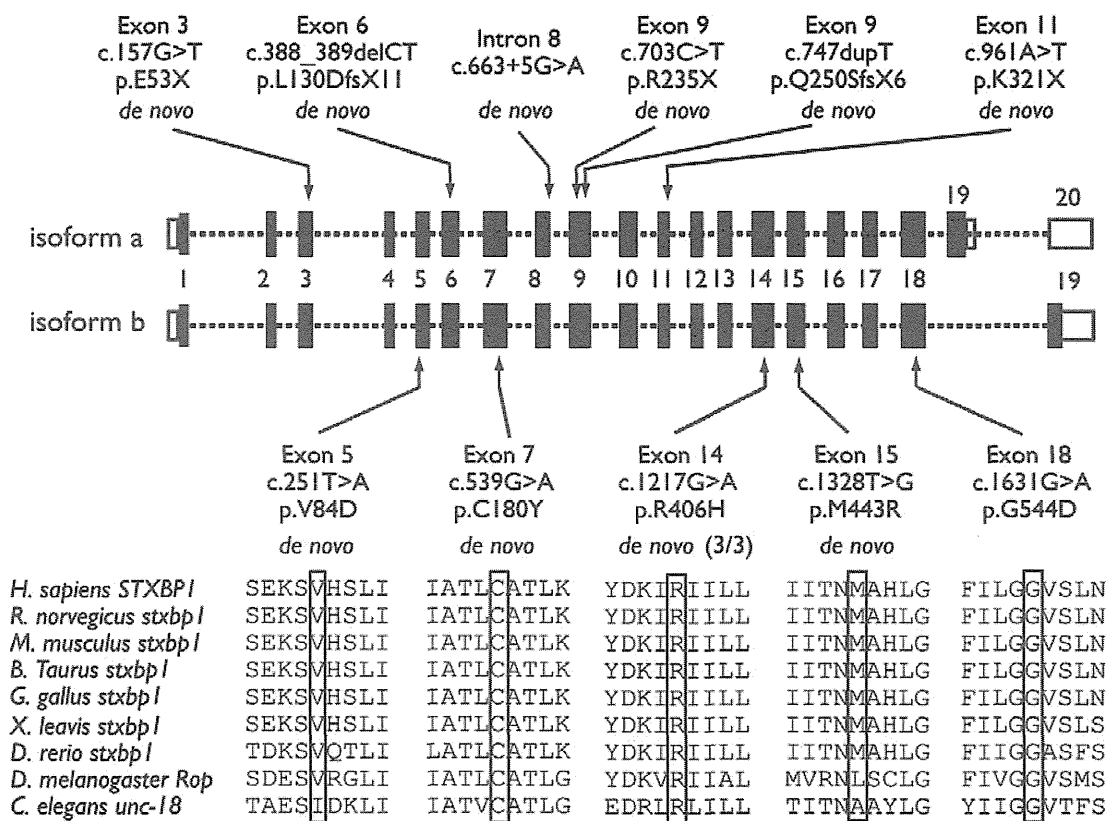 Exon 3
c.157G>T
p.E53X
de novo
Exon 6
c.388_389delCT
p.L130DfsX11
de novo
Intron 8
c.663+5G>A
de novo
Exon 9
c.703C>T
p.R235X
de novo
Exon 9
c.747dupT
p.Q250SfsX6
de novo
Exon 11
c.961A>T
p.K321X
de novo
19 20
isoform a
1 2 3 4 5 6 7 8 9 10 11 12 13 14 15 16 17 18 19
isoform b
Exon 5
c.251T>A
p.V84D
de novo
Exon 7
c.539G>A
p.C180Y
de novo
Exon 14
c.1217G>A
p.R406H
de novo (3/3)
Exon 15
c.1328T>G
p.M443R
de novo
Exon 18
c.1631G>A
p.G544D
H. sapiens STXBP1 SEKSVHSLI IATLCATLK YDKIRIILL IITNMAHLG FILGGVSLN
R. norvegicus stxbp1 SEKSVHSLI IATLCATLK YDKIRIILL IITNMAHLG FILGGVSLN
M. musculus stxbp1 SEKSVHSLI IATLCATLK YDKIRIILL IITNMAHLG FILGGVSLN
B. Taurus stxbp1 SEKSVHSLI IATLCATLK YDKIRIILL IITNMAHLG FILGGVSLN
G. gallus stxbp1 SEKSVHSLI IATLCATLK YDKIRIILL IITNMAHLG FILGGVSLN
X. leavis stxbp1 SEKSVHSLI IATLCATLK YDKIRIILL IITNMAHLG FILGGVSLS
D. rerio stxbp1 TDKSVQTLI LATLCATLK YDKIRIILL IITNMAHLG FIIGGASFS
D. melanogaster Rop SDESVRGLI IATLCATLG YDKVRIIAL MVRNLSCLG FIVGGVSMS
C. elegans unc-18 TAESIDKLI IATVCATLG EDRLRLLILL TITNAAYLG YIIGGVTFS